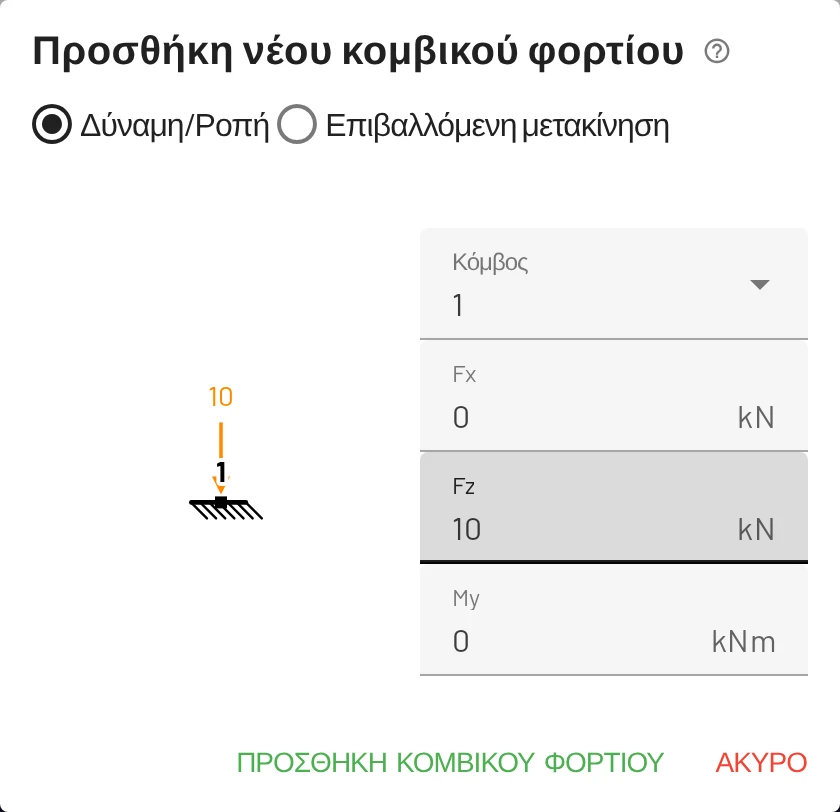 Προσθήκη νέου κομβικού φορτίου ?
Δύναμη/Ροπή Επιβαλλόμενη μετακίνηση
Κόμβος
1
Fx
0 kN
10
1
Fz
10 kN
My
0 kNm
ΠΡΟΣΘΗΚΗ ΚΟΜΒΙΚΟΥ ΦΟΡΤΙΟΥ ΑΚΥΡΟ